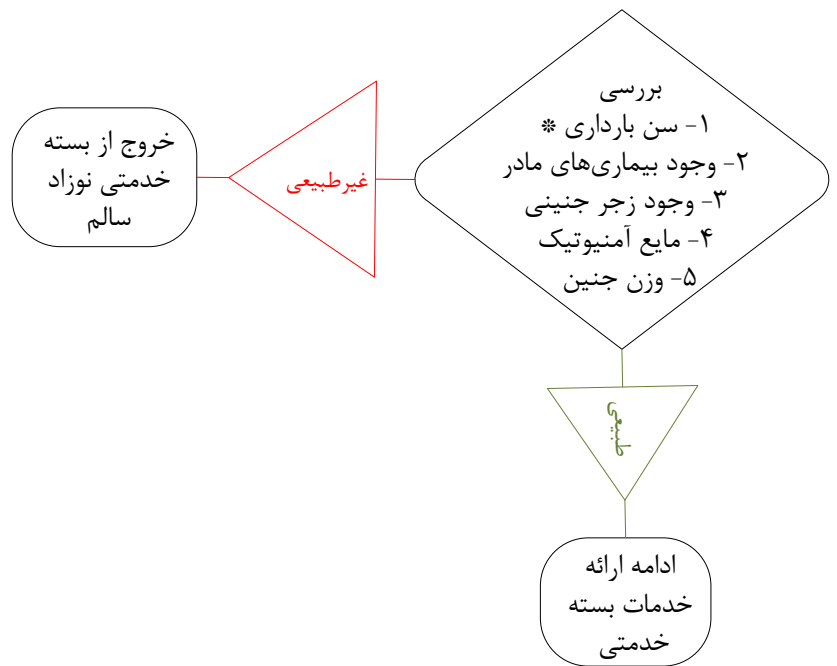 بررسی
۱- سن بارداری *
۲- وجود بیماری‌های مادر
۳- وجود زجر جنینی
۴- مایع آمنیوتیک
۵- وزن جنین
غیرطبیعی
خروج از بسته
خدمتی نوزاد
سالم
طبیعی
ادامه ارائه
خدمات بسته
خدمتی